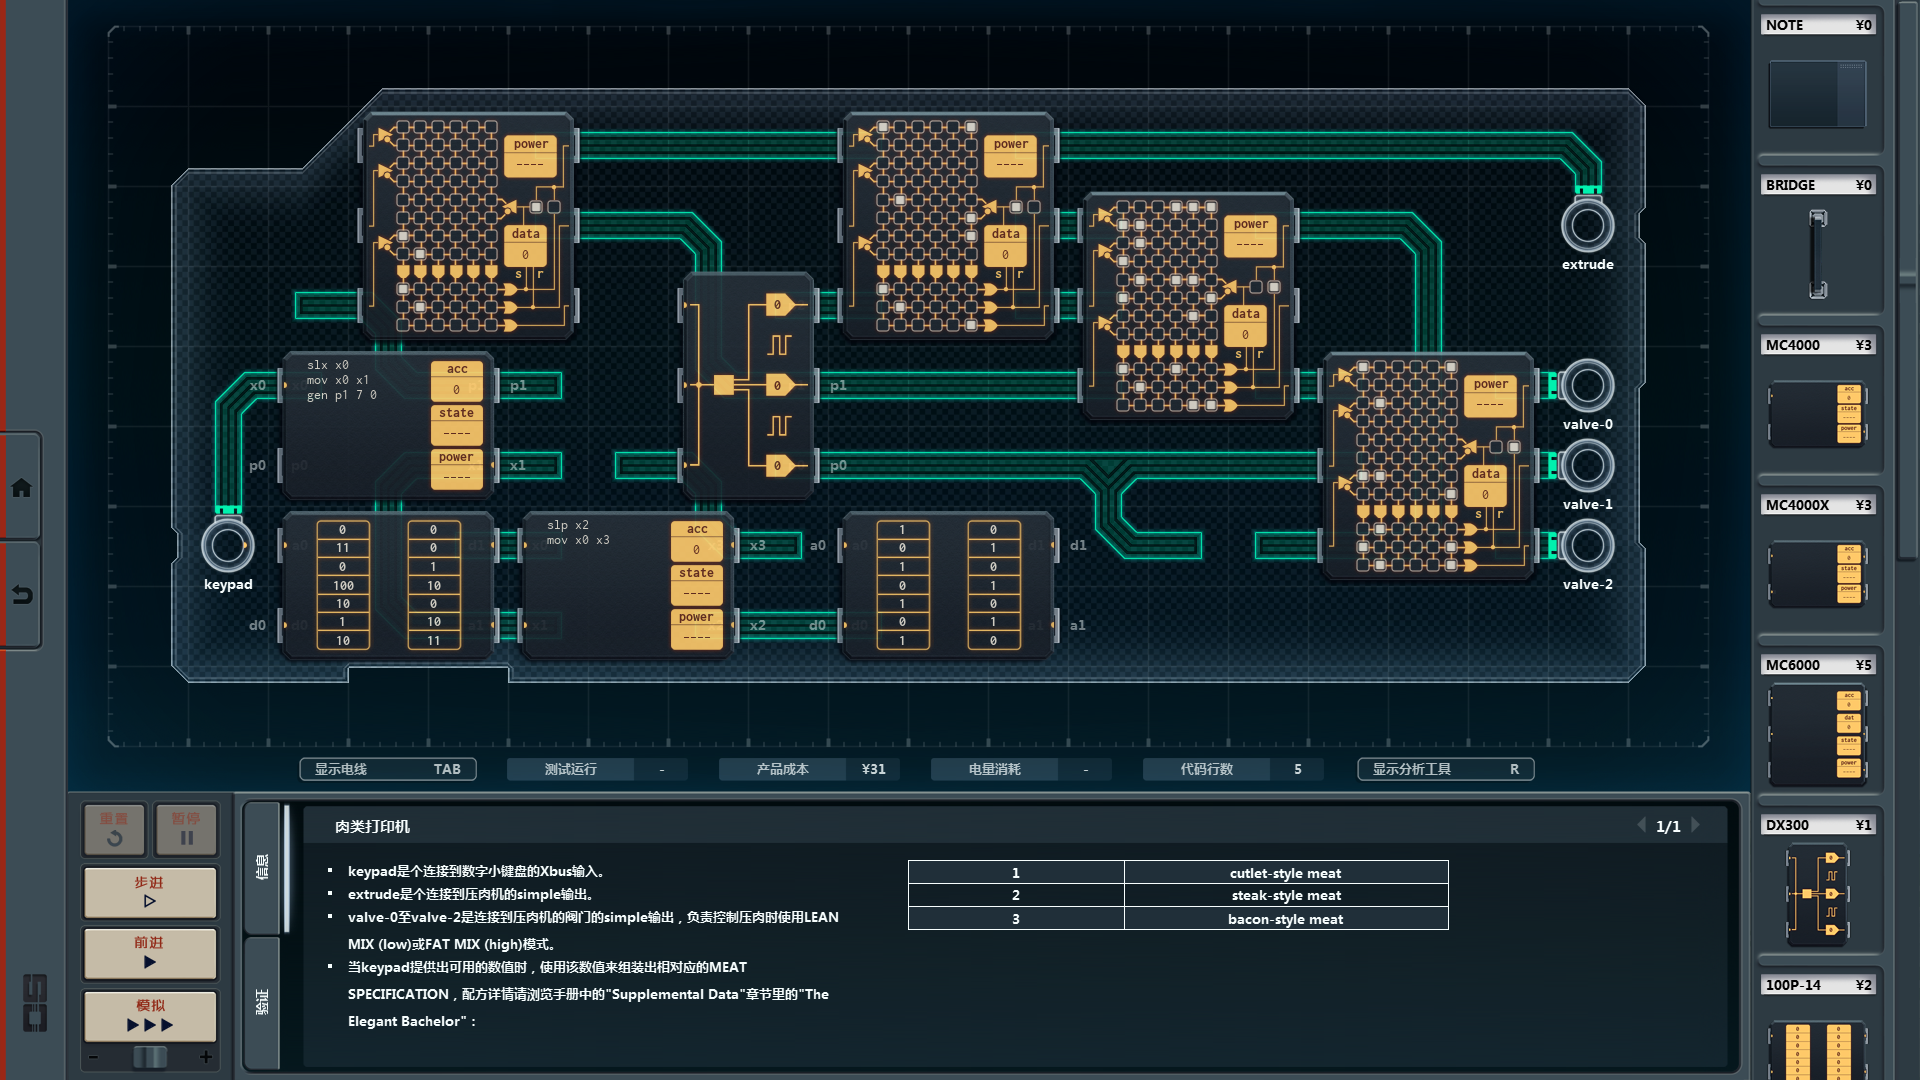 NOTE ¥0
BRIDGE ¥0
MC4000 ¥3
MC4000X ¥3
MC6000 ¥5
DX300 ¥1
100P-14 ¥2
power
----
data
0
s r
power
----
data
0
s r
power
----
data
0
s r
power
----
data
0
s r
extrude
valve-0
valve-1
valve-2
keypad
0
0
0
p1
p0
x0
p0
slx x0
mov x0 x1
gen p1 7 0
acc
0
state
----
power
----
p1
x1
d0
0 0
11 0
0 1
100 10
10 0
1 10
10 11
slp x2
mov x0 x3
acc
0
state
----
power
----
x3
x2
a0
d0
1 0
0 1
1 0
0 1
1 0
0 1
1 0
d1
a1
显示电线 TAB
测试运行 -
产品成本 ¥31
电量消耗 -
代码行数 5
显示分析工具 R
重置
暂停
步进
前进
模拟
- +
信息
验证
肉类打印机
1/1
▪ keypad是个连接到数字小键盘的Xbus输入。
▪ extrude是个连接到压肉机的simple输出。
▪ valve-0至valve-2是连接到压肉机的阀门的simple输出，负责控制压肉时使用LEAN
MIX (low)或FAT MIX (high)模式。
▪ 当keypad提供出可用的数值时，使用该数值来组装出相对应的MEAT
SPECIFICATION，配方详情请浏览手册中的"Supplemental Data"章节里的"The
Elegant Bachelor"：
1 cutlet-style meat
2 steak-style meat
3 bacon-style meat